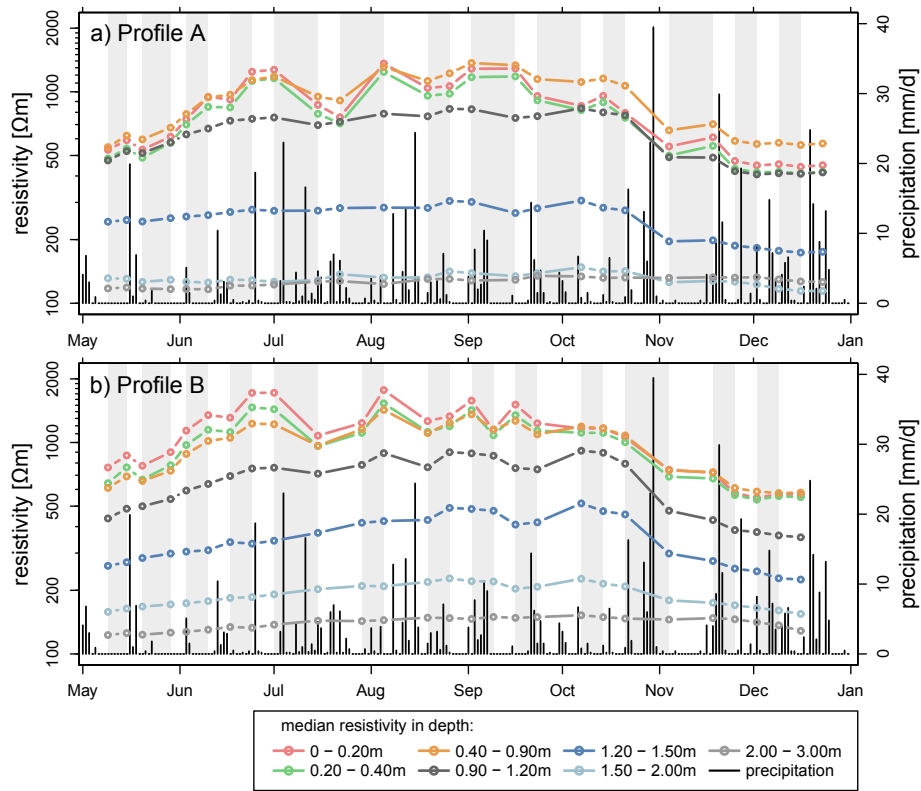 a) Profile A
resistivity [Ωm]
2000
1000
500
200
100
precipitation [mm/d]
40
30
20
10
0
May Jun Jul Aug Sep Oct Nov Dec Jan
b) Profile B
resistivity [Ωm]
2000
1000
500
200
100
precipitation [mm/d]
40
30
20
10
0
May Jun Jul Aug Sep Oct Nov Dec Jan
median resistivity in depth:
0 − 0.20m 0.40 − 0.90m 1.20 − 1.50m 2.00 − 3.00m
0.20 − 0.40m 0.90 − 1.20m 1.50 − 2.00m precipitation